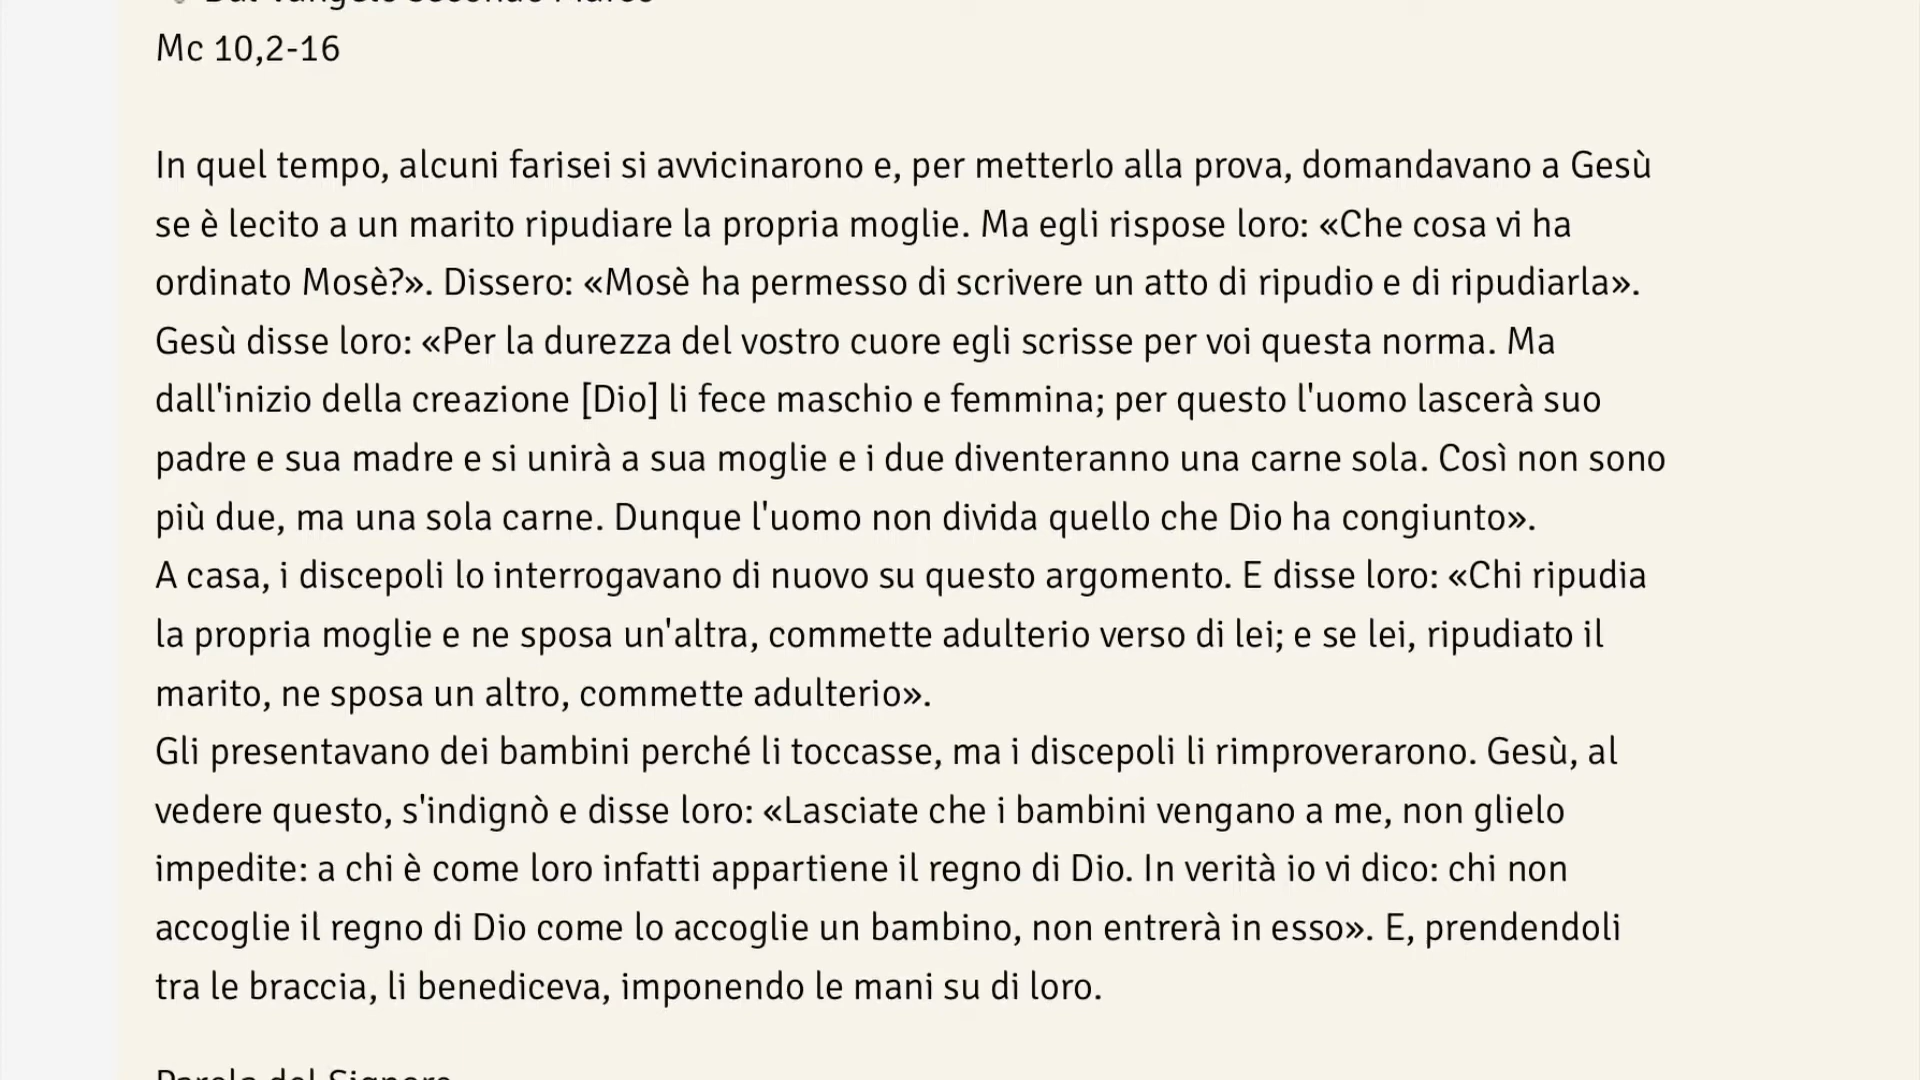 Dal Vangelo secondo Marco
Mc 10,2-16
In quel tempo, alcuni farisei si avvicinarono e, per metterlo alla prova, domandavano a Gesù
se è lecito a un marito ripudiare la propria moglie. Ma egli rispose loro: «Che cosa vi ha
ordinato Mosè?». Dissero: «Mosè ha permesso di scrivere un atto di ripudio e di ripudiarla».
Gesù disse loro: «Per la durezza del vostro cuore egli scrisse per voi questa norma. Ma
dall'inizio della creazione [Dio] li fece maschio e femmina; per questo l'uomo lascerà suo
padre e sua madre e si unirà a sua moglie e i due diventeranno una carne sola. Così non sono
più due, ma una sola carne. Dunque l'uomo non divida quello che Dio ha congiunto».
A casa, i discepoli lo interrogavano di nuovo su questo argomento. E disse loro: «Chi ripudia
la propria moglie e ne sposa un'altra, commette adulterio verso di lei; e se lei, ripudiato il
marito, ne sposa un altro, commette adulterio».
Gli presentavano dei bambini perché li toccasse, ma i discepoli li rimproverarono. Gesù, al
vedere questo, s'indignò e disse loro: «Lasciate che i bambini vengano a me, non glielo
impedite: a chi è come loro infatti appartiene il regno di Dio. In verità io vi dico: chi non
accoglie il regno di Dio come lo accoglie un bambino, non entrerà in esso». E, prendendoli
tra le braccia, li benediceva, imponendo le mani su di loro.
Parola del Signore